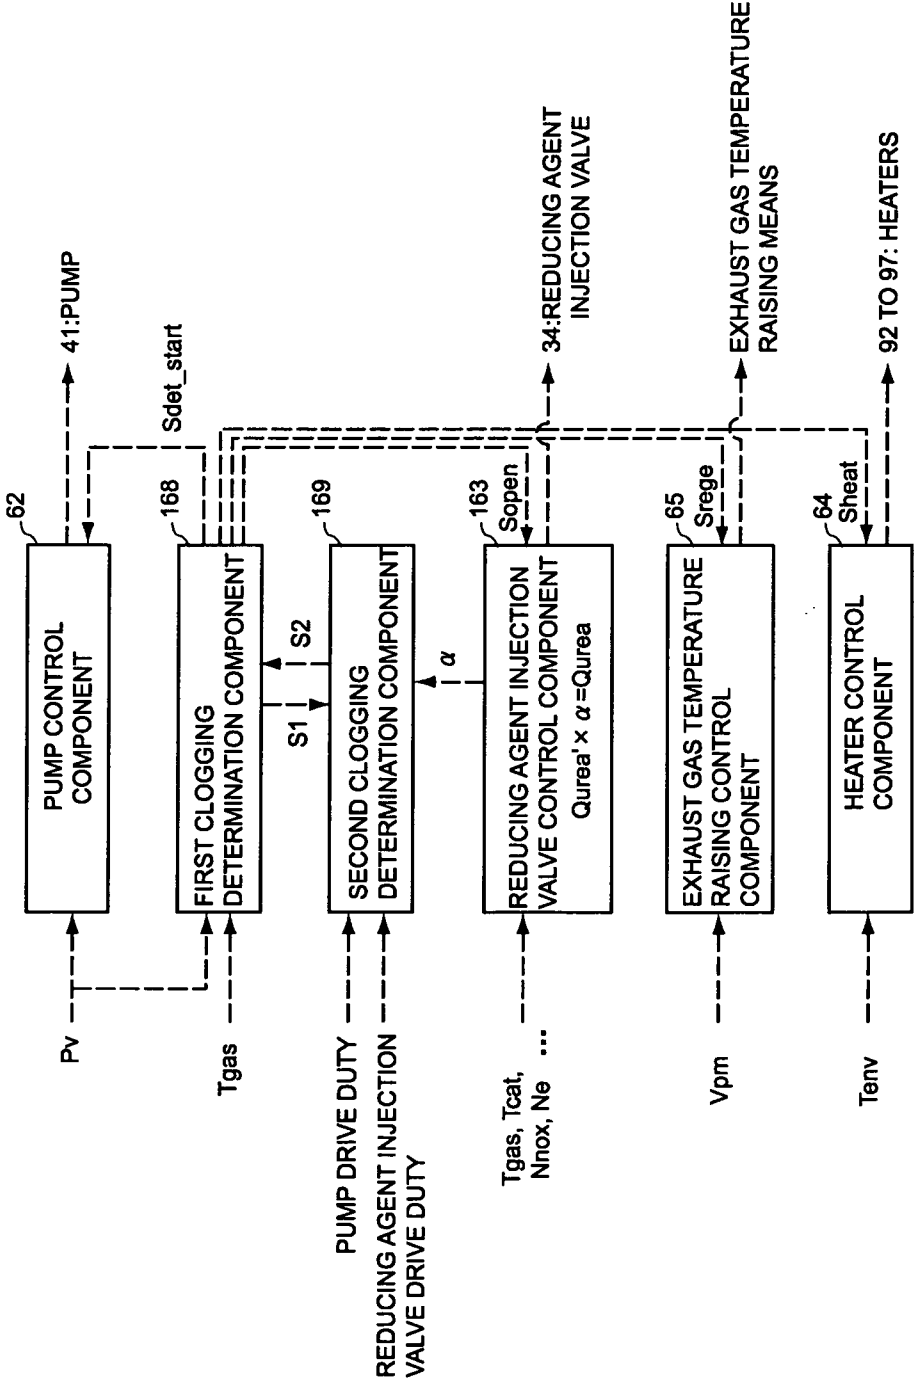 Pv
62
PUMP CONTROL
COMPONENT
41:PUMP
Sdet_start
Tgas
168
FIRST CLOGGING
DETERMINATION COMPONENT
S1
S2
PUMP DRIVE DUTY
REDUCING AGENT INJECTION
VALVE DRIVE DUTY
169
SECOND CLOGGING
DETERMINATION COMPONENT
α
Tgas, Tcat,
Nnox, Ne ...
163
Sopen
REDUCING AGENT INJECTION
VALVE CONTROL COMPONENT
Qurea' × α =Qurea
34:REDUCING AGENT
INJECTION VALVE
Vpm
65
Srege
EXHAUST GAS TEMPERATURE
RAISING CONTROL
COMPONENT
EXHAUST GAS TEMPERATURE
RAISING MEANS
Tenv
64
Sheat
HEATER CONTROL
COMPONENT
92 TO 97: HEATERS